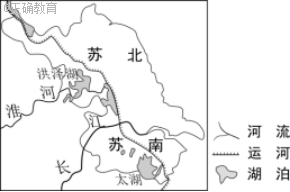 正确教育
苏 北
洪泽湖
淮 河
江
苏 南
太湖
长
河 流
运 河
湖 泊